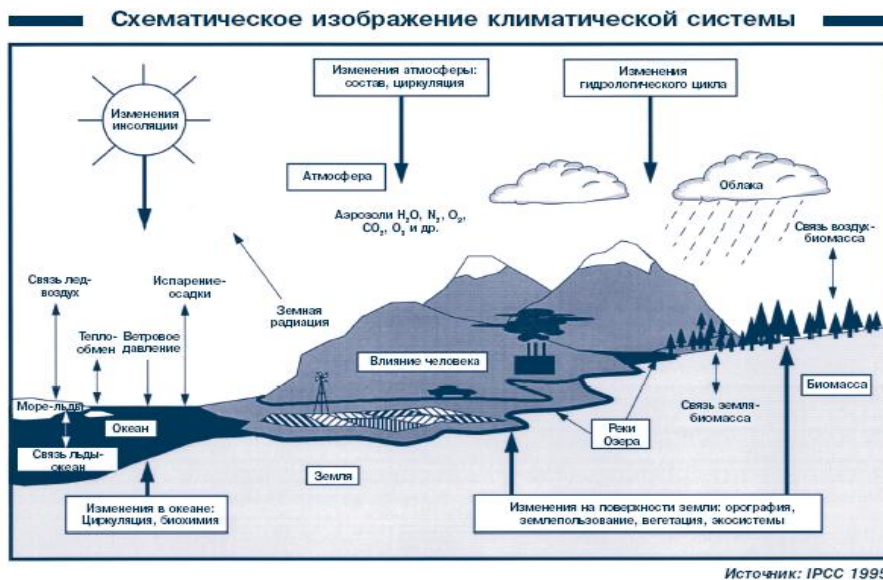 Схематическое изображение климатической системы
Изменения
инсоляции
Изменения атмосферы:
состав, циркуляция
Изменения
гидрологического цикла
Атмосфера
Облака
Аэрозоли H₂O, N₂, O₂,
CO₂, O₃ и др.
Связь воздух-
биомасса
Связь лед-
воздух
Испарение-
осадки
Земная
радиация
Тепло-
обмен
Ветровое
давление
Влияние человека
Биомасса
Море-льды
Океан
Связь земля-
биомасса
Реки
Озера
Связь льды-
океан
Земля
Изменения в океане:
Циркуляция, биохимия
Изменения на поверхности земли: орография,
землепользование, вегетация, экосистемы
Источник: IPCC 1995